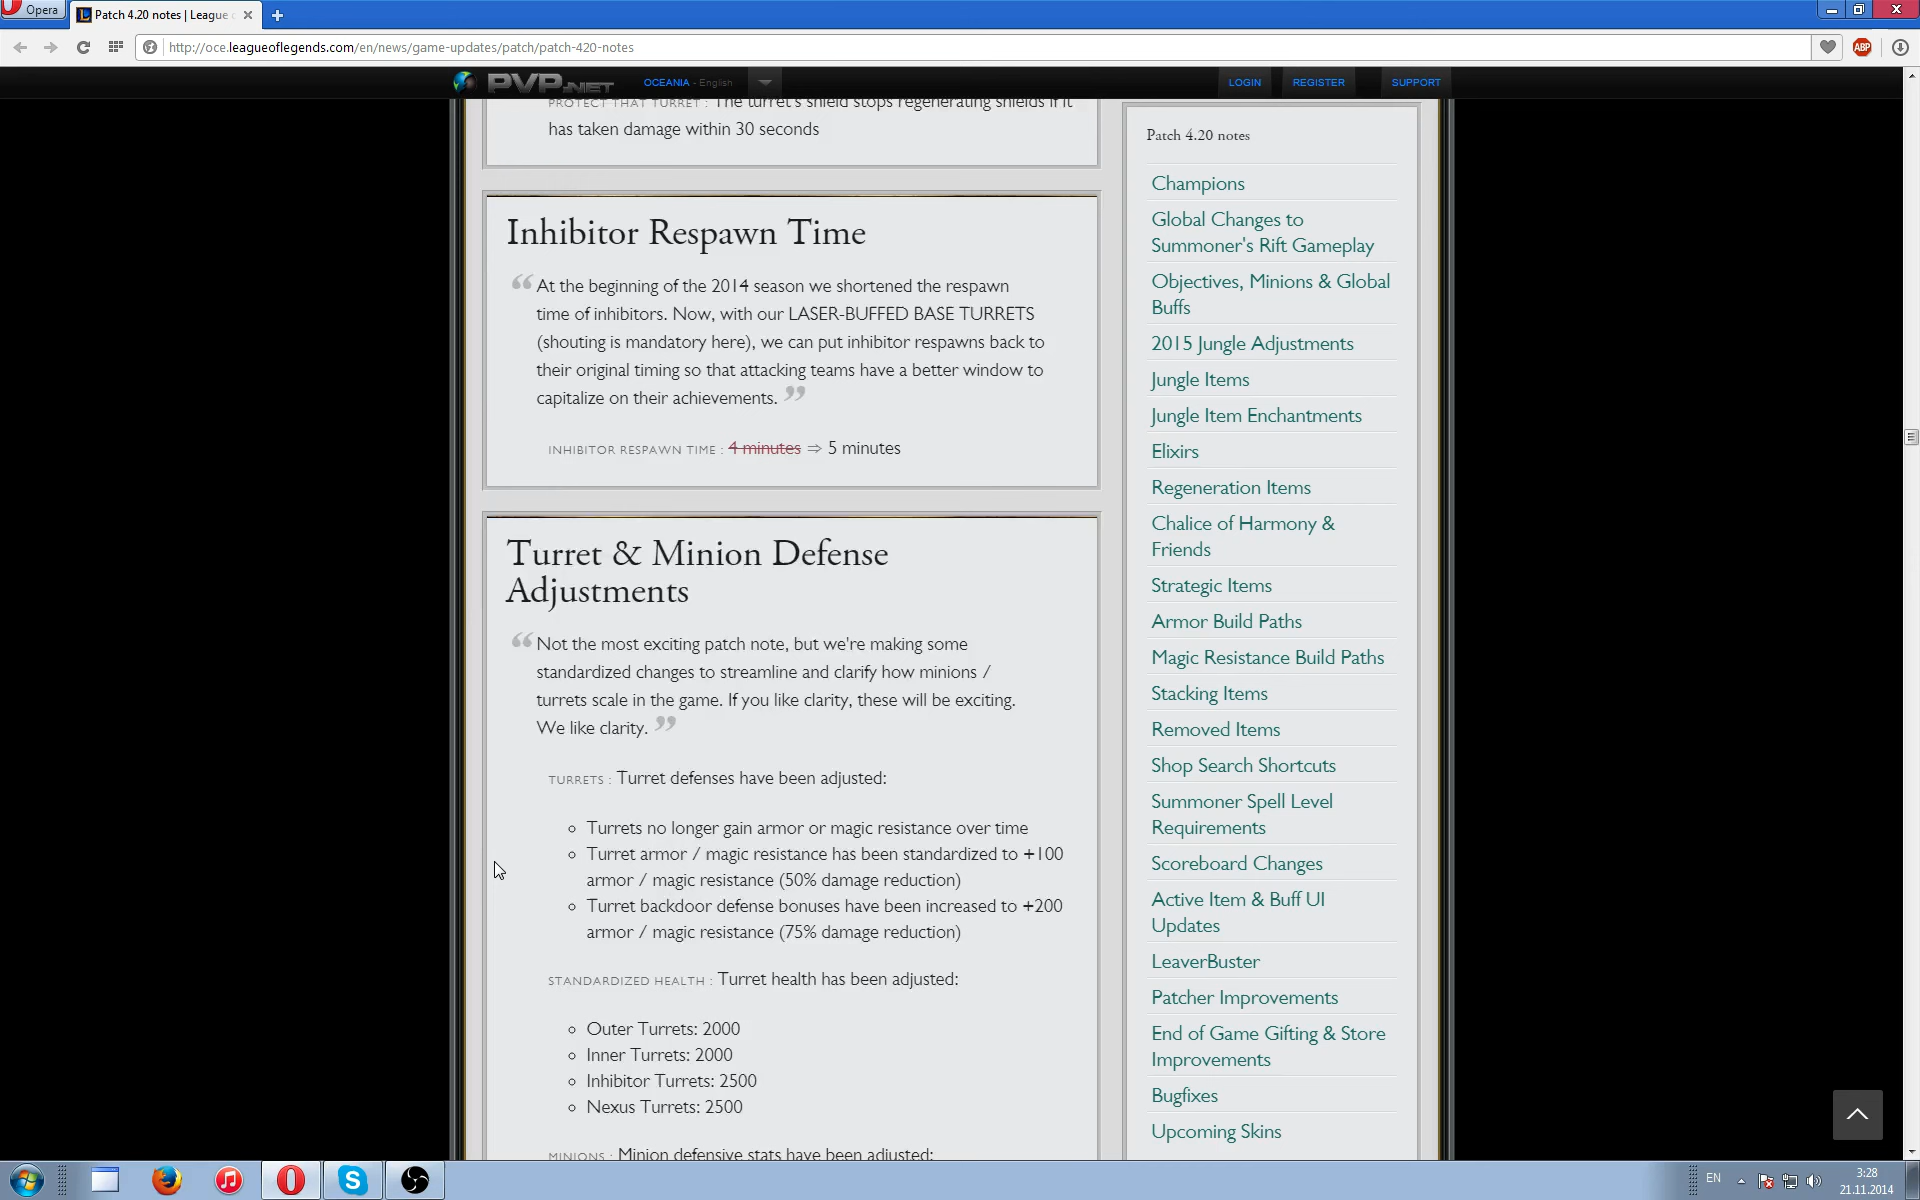 Opera
Patch 4.20 notes | League o
http://oce.leagueoflegends.com/en/news/game-updates/patch/patch-420-notes
ABP
PVP.NET
OCEANIA - English
LOGIN
REGISTER
SUPPORT
PROTECT THAT TURRET : The turret's shield stops regenerating shields if it
has taken damage within 30 seconds
Inhibitor Respawn Time
“ At the beginning of the 2014 season we shortened the respawn
time of inhibitors. Now, with our LASER-BUFFED BASE TURRETS
(shouting is mandatory here), we can put inhibitor respawns back to
their original timing so that attacking teams have a better window to
capitalize on their achievements. ”
INHIBITOR RESPAWN TIME : 4 minutes ⇒ 5 minutes
Turret & Minion Defense
Adjustments
“ Not the most exciting patch note, but we're making some
standardized changes to streamline and clarify how minions /
turrets scale in the game. If you like clarity, these will be exciting.
We like clarity. ”
TURRETS : Turret defenses have been adjusted:
Turrets no longer gain armor or magic resistance over time
Turret armor / magic resistance has been standardized to +100
armor / magic resistance (50% damage reduction)
Turret backdoor defense bonuses have been increased to +200
armor / magic resistance (75% damage reduction)
STANDARDIZED HEALTH : Turret health has been adjusted:
Outer Turrets: 2000
Inner Turrets: 2000
Inhibitor Turrets: 2500
Nexus Turrets: 2500
MINIONS : Minion defensive stats have been adjusted:
Patch 4.20 notes
Champions
Global Changes to
Summoner's Rift Gameplay
Objectives, Minions & Global
Buffs
2015 Jungle Adjustments
Jungle Items
Jungle Item Enchantments
Elixirs
Regeneration Items
Chalice of Harmony &
Friends
Strategic Items
Armor Build Paths
Magic Resistance Build Paths
Stacking Items
Removed Items
Shop Search Shortcuts
Summoner Spell Level
Requirements
Scoreboard Changes
Active Item & Buff UI
Updates
LeaverBuster
Patcher Improvements
End of Game Gifting & Store
Improvements
Bugfixes
Upcoming Skins
EN
3:28
21.11.2014